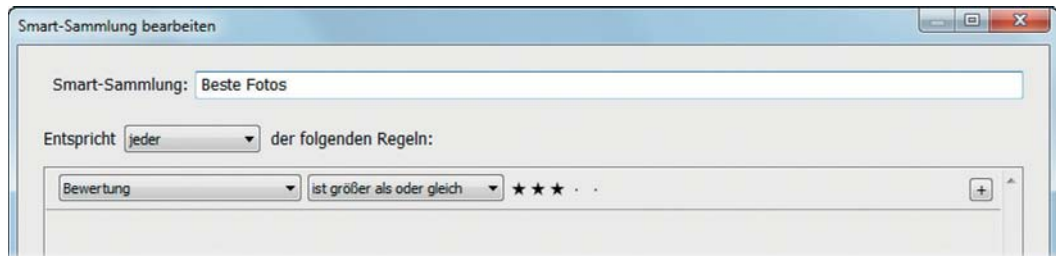 Smart-Sammlung bearbeiten
Smart-Sammlung: Beste Fotos
Entspricht jeder der folgenden Regeln:
Bewertung ist größer als oder gleich ★ ★ ★ · ·